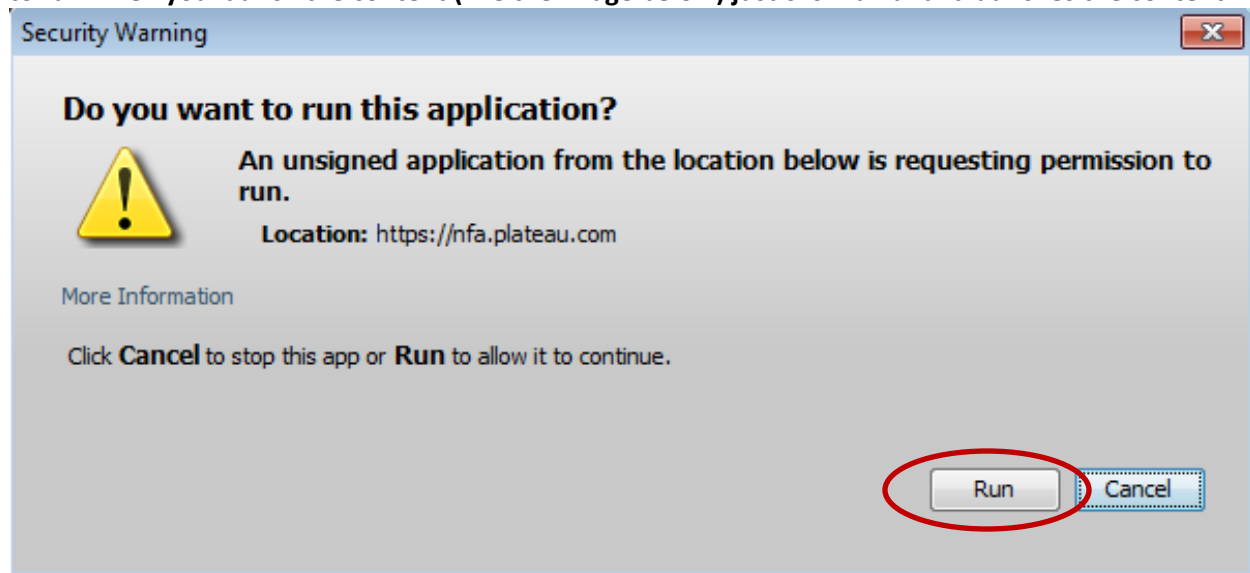 Security Warning
Do you want to run this application?
An unsigned application from the location below is requesting permission to
run.
Location: https://nfa.plateau.com
More Information
Click Cancel to stop this app or Run to allow it to continue.
Run Cancel